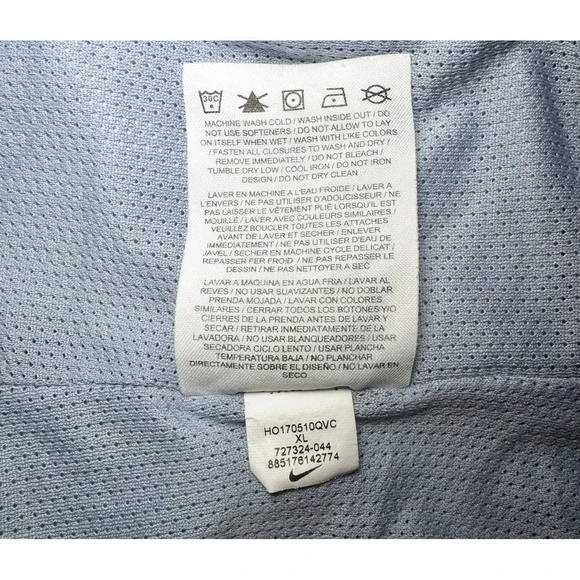 30C
MACHINE WASH COLD / WASH INSIDE OUT / DO
NOT USE SOFTENERS / DO NOT ALLOW TO LAY
ON ITSELF WHEN WET / WASH WITH LIKE COLORS
/ FASTEN ALL CLOSURES TO WASH AND DRY /
REMOVE IMMEDIATELY / DO NOT BLEACH /
TUMBLE DRY LOW / COOL IRON / DO NOT IRON
DESIGN / DO NOT DRY CLEAN
LAVER EN MACHINE A L'EAU FROIDE / LAVER A
L'ENVERS / NE PAS UTILISER D'ADOUCISSEUR / NE
PAS LAISSER LE VÊTEMENT PLIÉ LORSQU'IL EST
MOUILLÉ / LAVER AVEC COULEURS SIMILAIRES /
VEUILLEZ BOUCLER TOUTES LES ATTACHES
AVANT DE LAVER ET SECHER / ENLEVER
IMMÉDIATEMENT / NE PAS UTILISER D'EAU DE
JAVEL / SECHER EN MACHINE CYCLE DELICAT /
REPASSER FER FROID / NE PAS REPASSER LE
DESSIN / NE PAS NETTOYER A SEC
LAVAR A MAQUINA EN AGUA FRIA / LAVAR AL
REVES / NO USAR SUAVIZANTES / NO DOBLAR
PRENDA MOJADA / LAVAR CON COLORES
SIMILARES / CERRAR TODOS LOS BOTONES Y/O
CIERRES DE LA PRENDA ANTES DE LAVAR Y
SECAR / RETIRAR INMEDIATAMENTE DE LA
LAVADORA / NO USAR BLANQUEADORES / USAR
SECADORA CICLO LENTO / USAR PLANCHA
TEMPERATURA BAJA / NO PLANCHAR
DIRECTAMENTE SOBRE EL DISEÑO / NO LAVAR EN
SECO
HO170510QVC
XL
727324-044
885176142774